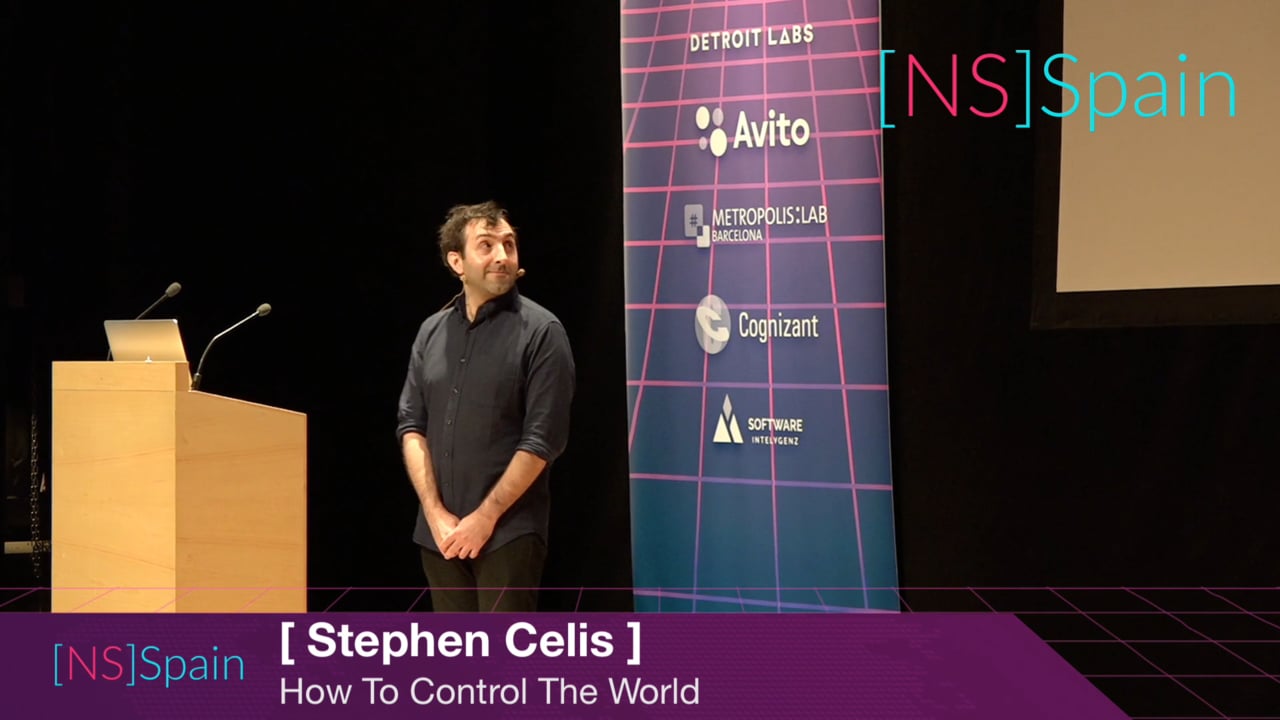 DETROIT LABS
[NS]Spain
Avito
METROPOLIS:LAB
BARCELONA
Cognizant
SOFTWARE
INTELYGENZ
[ Stephen Celis ]
[NS]Spain
How To Control The World